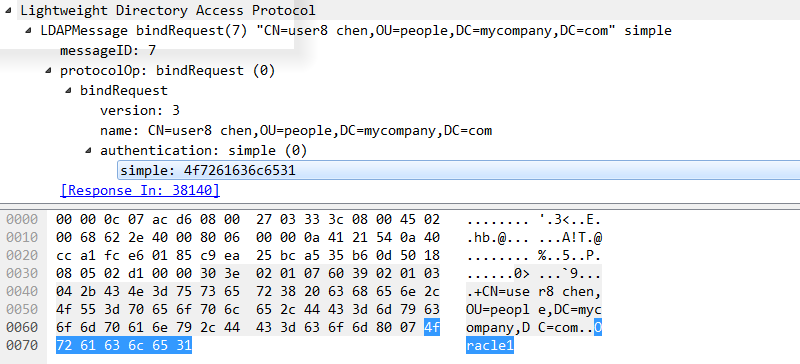 Lightweight Directory Access Protocol
LDAPMessage bindRequest(7) "CN=user8 chen,OU=people,DC=mycompany,DC=com" simple
messageID: 7
protocolOp: bindRequest (0)
bindRequest
version: 3
name: CN=user8 chen,OU=people,DC=mycompany,DC=com
authentication: simple (0)
simple: 4f7261636c6531
[Response In: 38140]
0000 00 00 0c 07 ac d6 08 00 27 03 33 3c 08 00 45 02 ........ '.3<..E.
0010 00 68 62 2e 40 00 80 06 00 00 0a 41 21 54 0a 40 .hb.@... ...A!T.@
0020 cc a1 fc e6 01 85 c9 ea 25 bc a5 35 b6 0d 50 18 ........ %..5..P.
0030 08 05 02 d1 00 00 30 3e 02 01 07 60 39 02 01 03 ......0> ...`9...
0040 04 2b 43 4e 3d 75 73 65 72 38 20 63 68 65 6e 2c .+CN=use r8 chen,
0050 4f 55 3d 70 65 6f 70 6c 65 2c 44 43 3d 6d 79 63 OU=peopl e,DC=myc
0060 6f 6d 70 61 6e 79 2c 44 43 3d 63 6f 6d 80 07 4f ompany,D C=com..O
0070 72 61 63 6c 65 31 racle1